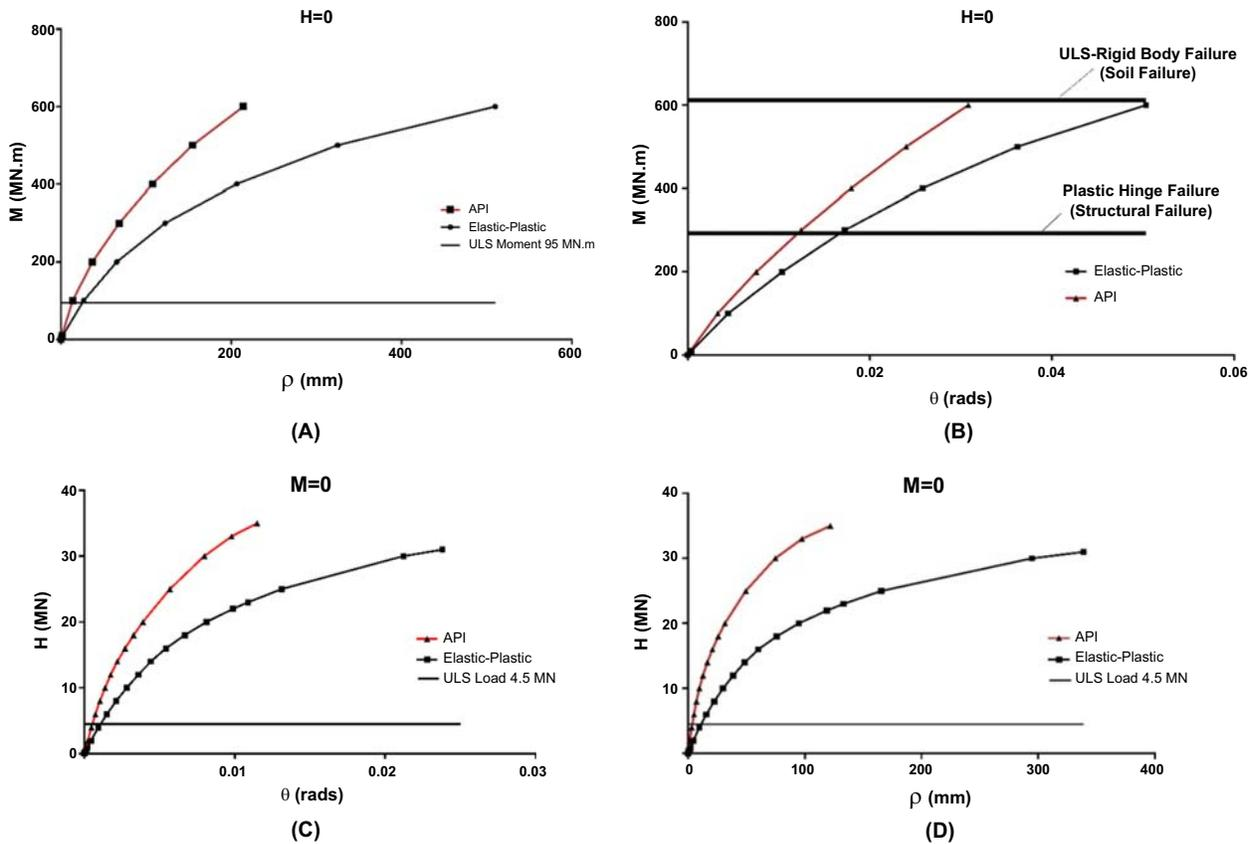 H=0
800
600
400
200
0
M (MN.m)
API
Elastic-Plastic
ULS Moment 95 MN.m
200
400
600
ρ (mm)
(A)
H=0
800
600
400
200
0
M (MN.m)
ULS-Rigid Body Failure
(Soil Failure)
Plastic Hinge Failure
(Structural Failure)
Elastic-Plastic
API
0.02
0.04
0.06
θ (rads)
(B)
M=0
40
30
20
10
0
H (MN)
API
Elastic-Plastic
ULS Load 4.5 MN
0.01
0.02
0.03
θ (rads)
(C)
M=0
40
30
20
10
0
H (MN)
API
Elastic-Plastic
ULS Load 4.5 MN
0
100
200
300
400
ρ (mm)
(D)